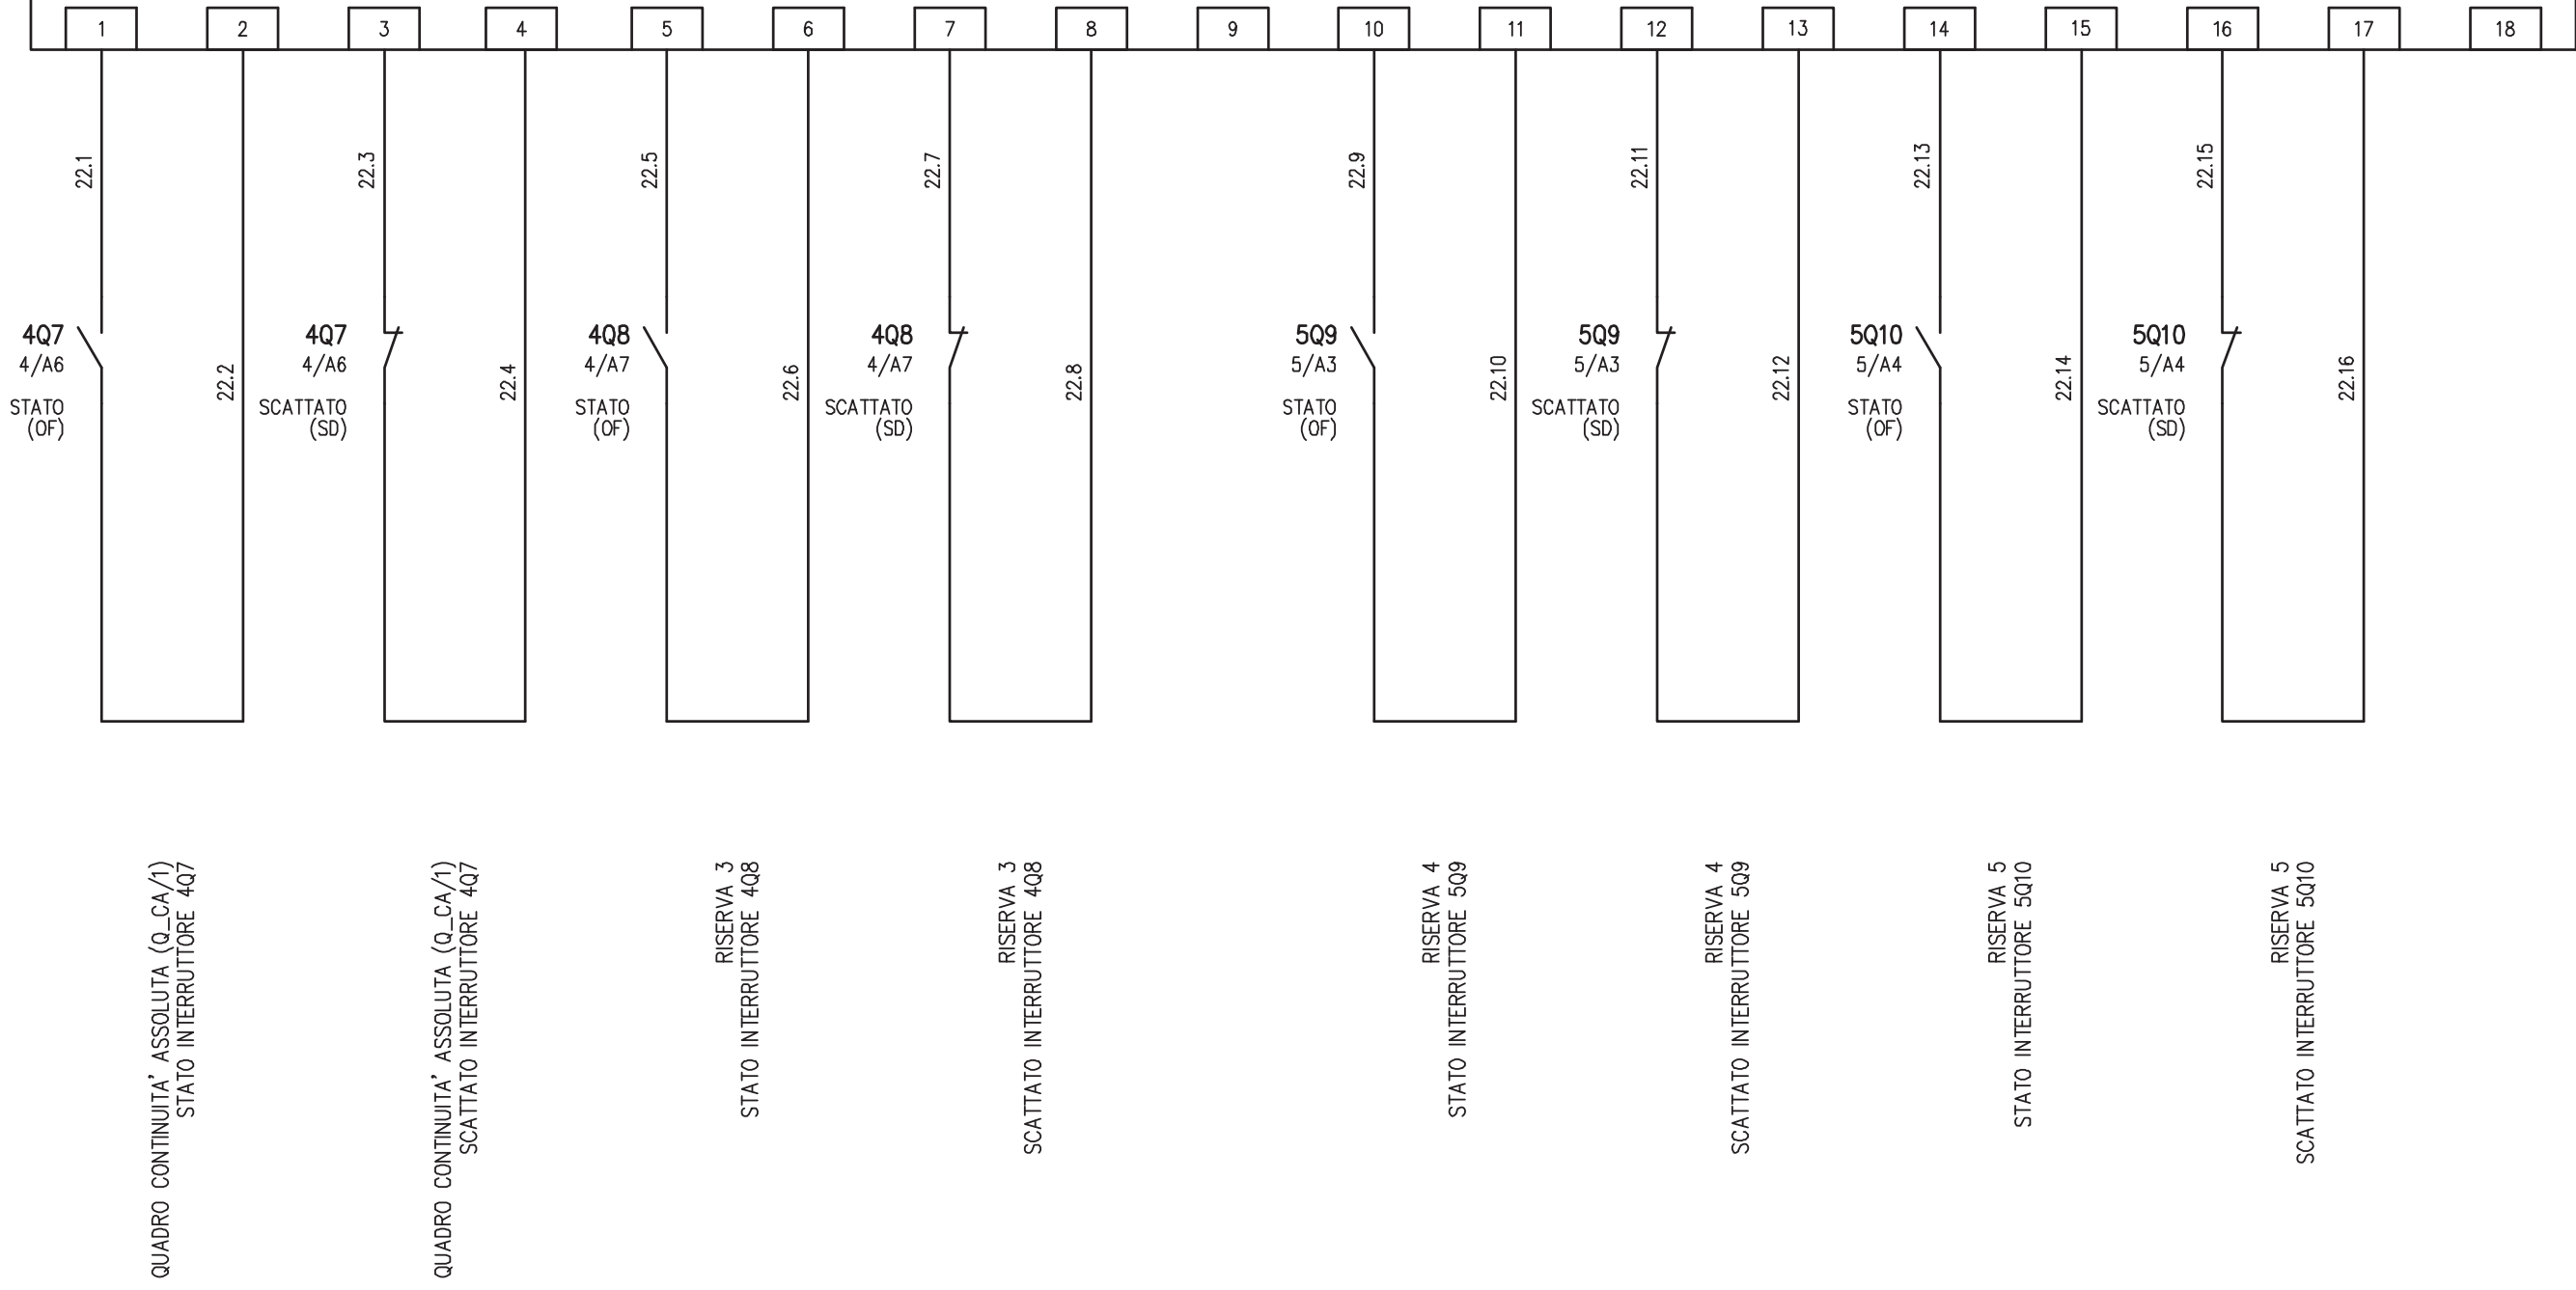 1
2
3
4
5
6
7
8
9
10
11
12
13
14
15
16
17
18
22.1
22.3
22.5
22.7
22.9
22.11
22.13
22.15
4Q7
4/A6
STATO
(OF)
22.2
4Q7
4/A6
SCATTATO
(SD)
22.4
4Q8
4/A7
STATO
(OF)
22.6
4Q8
4/A7
SCATTATO
(SD)
22.8
5Q9
5/A3
STATO
(OF)
22.10
5Q9
5/A3
SCATTATO
(SD)
22.12
5Q10
5/A4
STATO
(OF)
22.14
5Q10
5/A4
SCATTATO
(SD)
22.16
QUADRO CONTINUITA' ASSOLUTA (Q_CA/1)
STATO INTERRUTTORE 4Q7
QUADRO CONTINUITA' ASSOLUTA (Q_CA/1)
SCATTATO INTERRUTTORE 4Q7
RISERVA 3
STATO INTERRUTTORE 4Q8
RISERVA 3
SCATTATO INTERRUTTORE 4Q8
RISERVA 4
STATO INTERRUTTORE 5Q9
RISERVA 4
SCATTATO INTERRUTTORE 5Q9
RISERVA 5
STATO INTERRUTTORE 5Q10
RISERVA 5
SCATTATO INTERRUTTORE 5Q10